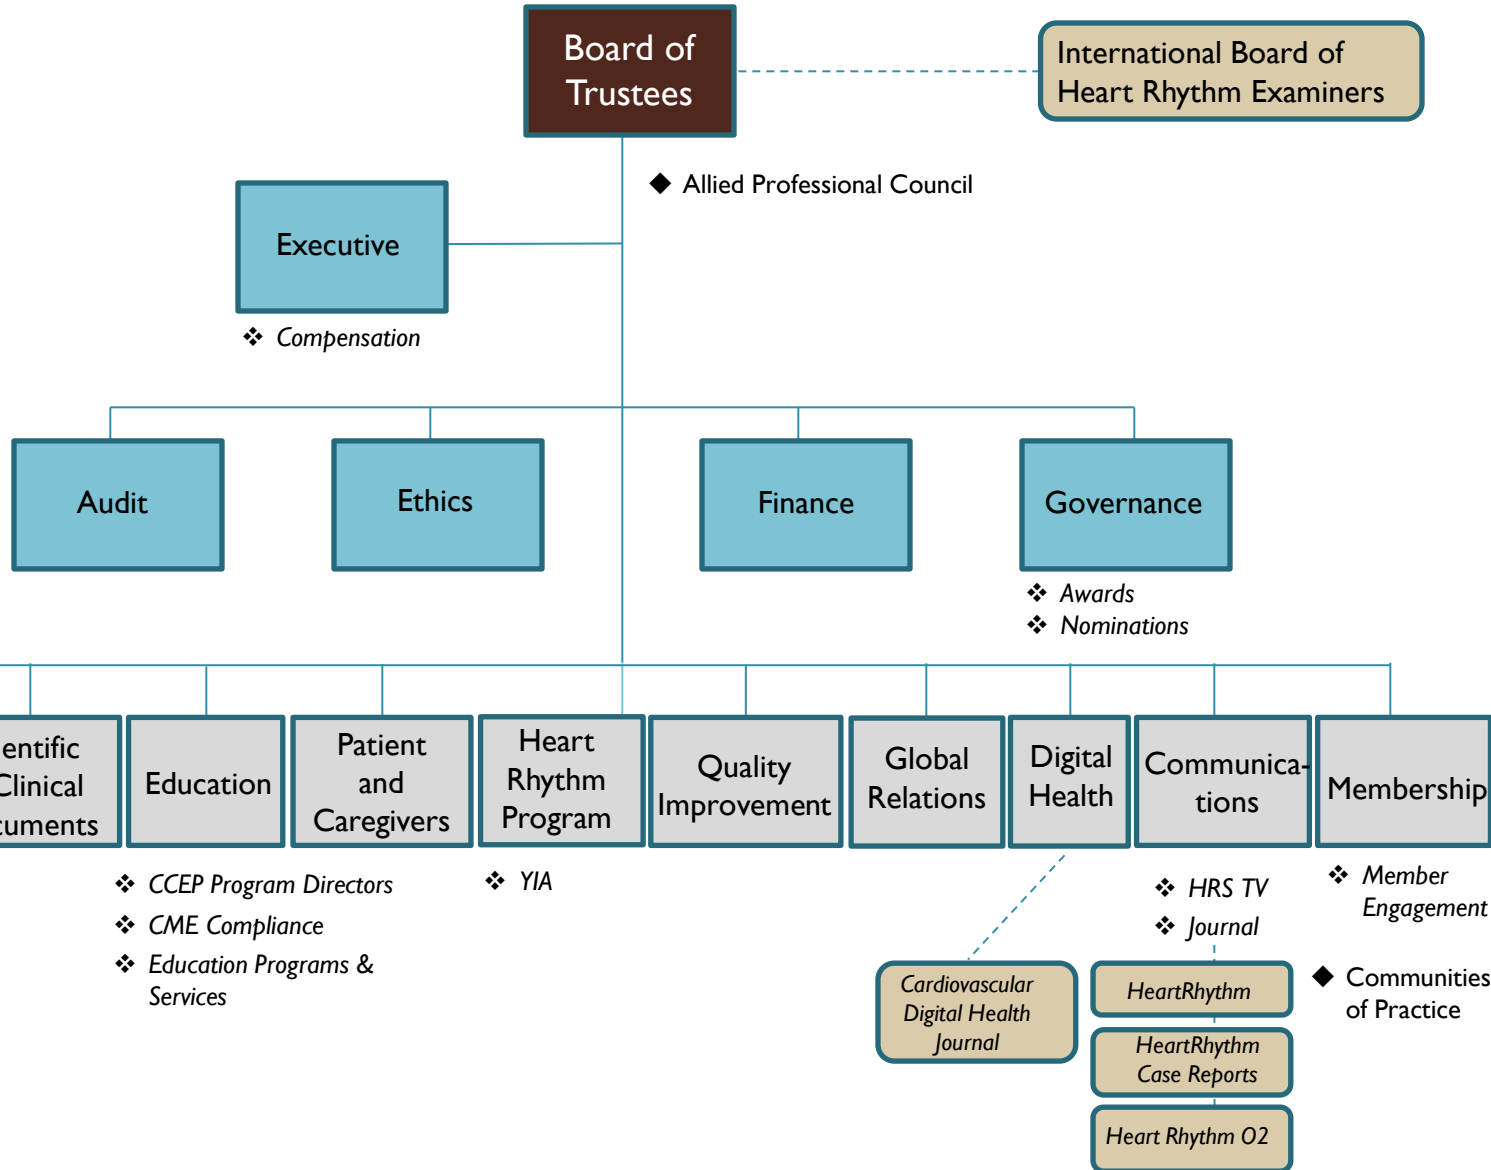 Board of
Trustees
International Board of
Heart Rhythm Examiners
◆ Allied Professional Council
Executive
❖ Compensation
Audit
Ethics
Finance
Governance
❖ Awards
❖ Nominations
entific
Clinical
cuments
Education
Patient
and
Caregivers
Heart
Rhythm
Program
Quality
Improvement
Global
Relations
Digital
Health
Communica-
tions
Membership
❖ CCEP Program Directors
❖ CME Compliance
❖ Education Programs &
Services
❖ YIA
❖ HRS TV
❖ Journal
❖ Member
Engagement
◆ Communities
of Practice
Cardiovascular
Digital Health
Journal
HeartRhythm
HeartRhythm
Case Reports
Heart Rhythm O2